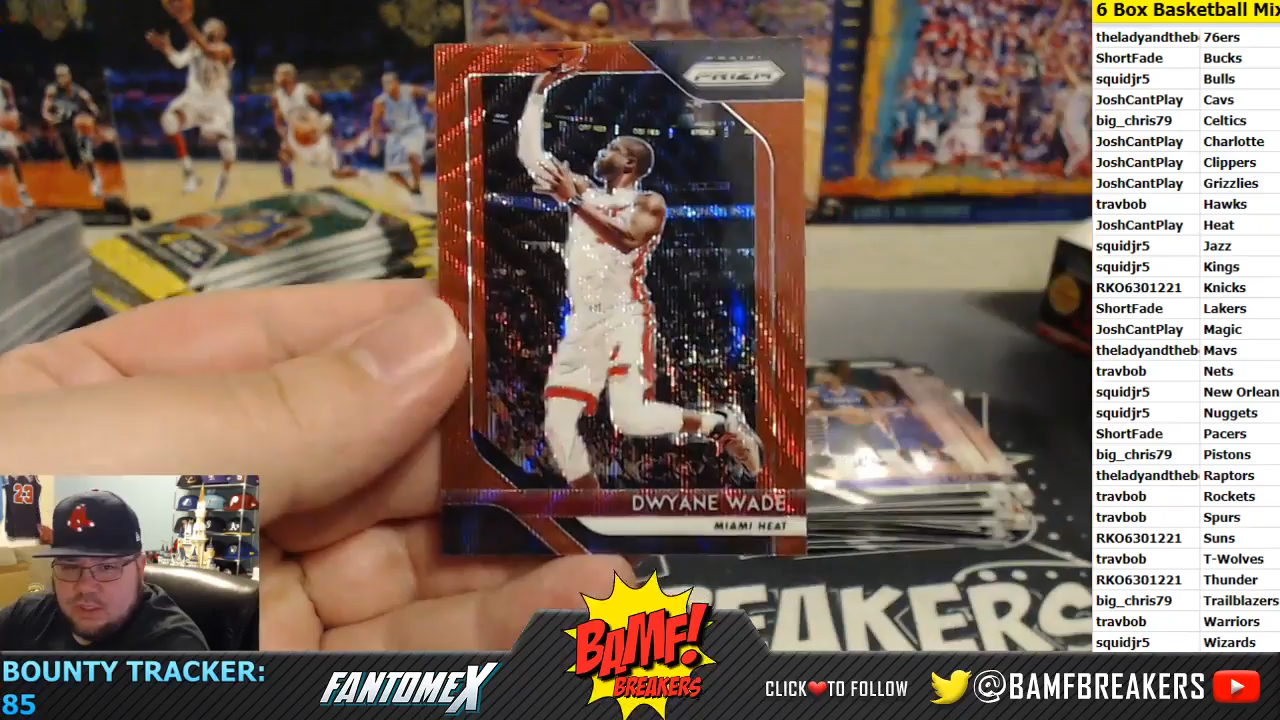 PANINI
PRIZM
DWYANE WADE
MIAMI HEAT
23
EAKERS
6 Box Basketball Mix
theladyandtheb 76ers
ShortFade Bucks
squidjr5 Bulls
JoshCantPlay Cavs
big_chris79 Celtics
JoshCantPlay Charlotte
JoshCantPlay Clippers
JoshCantPlay Grizzlies
travbob Hawks
JoshCantPlay Heat
squidjr5 Jazz
squidjr5 Kings
RKO6301221 Knicks
ShortFade Lakers
JoshCantPlay Magic
theladyandtheb Mavs
travbob Nets
squidjr5 New Orlean
squidjr5 Nuggets
ShortFade Pacers
big_chris79 Pistons
theladyandtheb Raptors
travbob Rockets
travbob Spurs
RKO6301221 Suns
travbob T-Wolves
RKO6301221 Thunder
big_chris79 Trailblazers
travbob Warriors
squidjr5 Wizards
BOUNTY TRACKER:
85
FANTOMEX
BAMF!
BREAKERS
CLICK❤TO FOLLOW
@BAMFBREAKERS